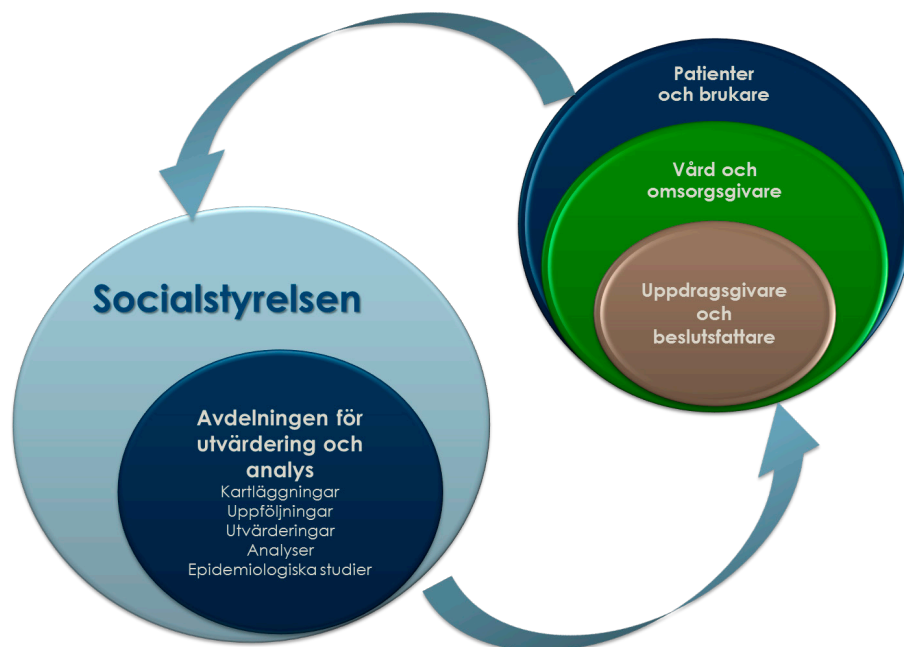 Patienter
och brukare
Vård och
omsorgsgivare
Uppdragsgivare
och
beslutsfattare
Socialstyrelsen
Avdelningen för
utvärdering och
analys
Kartläggningar
Uppföljningar
Utvärderingar
Analyser
Epidemiologiska studier